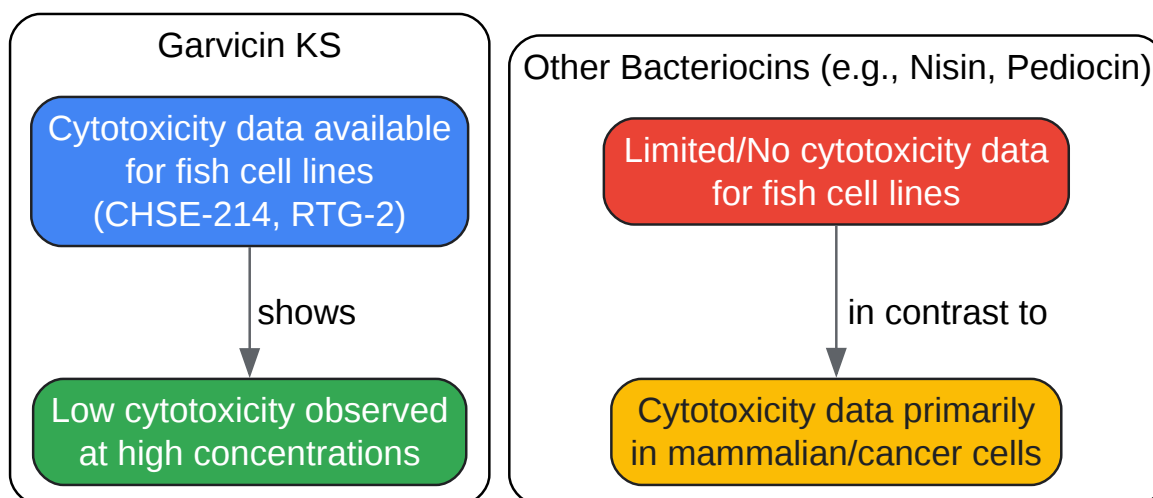 Garvicin KS
Cytotoxicity data available
for fish cell lines
(CHSE-214, RTG-2)
shows
Low cytotoxicity observed
at high concentrations
Other Bacteriocins (e.g., Nisin, Pediocin)
Limited/No cytotoxicity data
for fish cell lines
in contrast to
Cytotoxicity data primarily
in mammalian/cancer cells